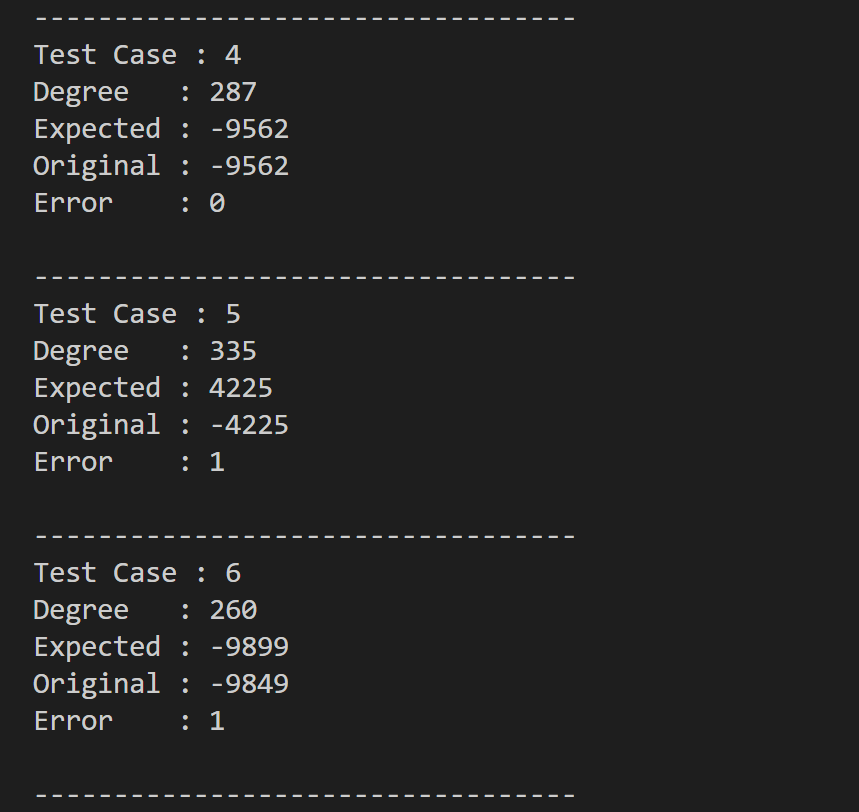 ----------------------------------
Test Case : 4
Degree   : 287
Expected : -9562
Original : -9562
Error    : 0
----------------------------------
Test Case : 5
Degree   : 335
Expected : 4225
Original : -4225
Error    : 1
----------------------------------
Test Case : 6
Degree   : 260
Expected : -9899
Original : -9849
Error    : 1
----------------------------------